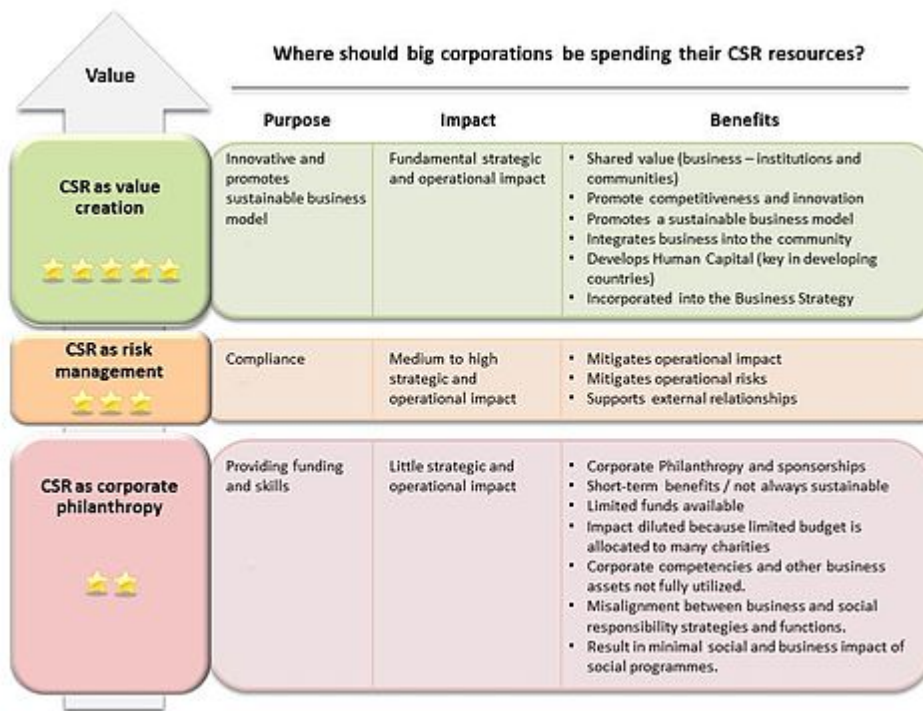 Value
Where should big corporations be spending their CSR resources?
Purpose
Impact
Benefits
CSR as value
creation
Innovative and
promotes
sustainable business
model
Fundamental strategic
and operational impact
• Shared value (business – institutions and
communities)
• Promote competitiveness and innovation
• Promotes a sustainable business model
• Integrates business into the community
• Develops Human Capital (key in developing
countries)
• Incorporated into the Business Strategy
CSR as risk
management
Compliance
Medium to high
strategic and
operational impact
• Mitigates operational impact
• Mitigates operational risks
• Supports external relationships
CSR as corporate
philanthropy
Providing funding
and skills
Little strategic and
operational impact
• Corporate Philanthropy and sponsorships
• Short-term benefits / not always sustainable
• Limited funds available
• Impact diluted because limited budget is
allocated to many charities
• Corporate competencies and other business
assets not fully utilized.
• Misalignment between business and social
responsibility strategies and functions.
• Result in minimal social and business impact of
social programmes.